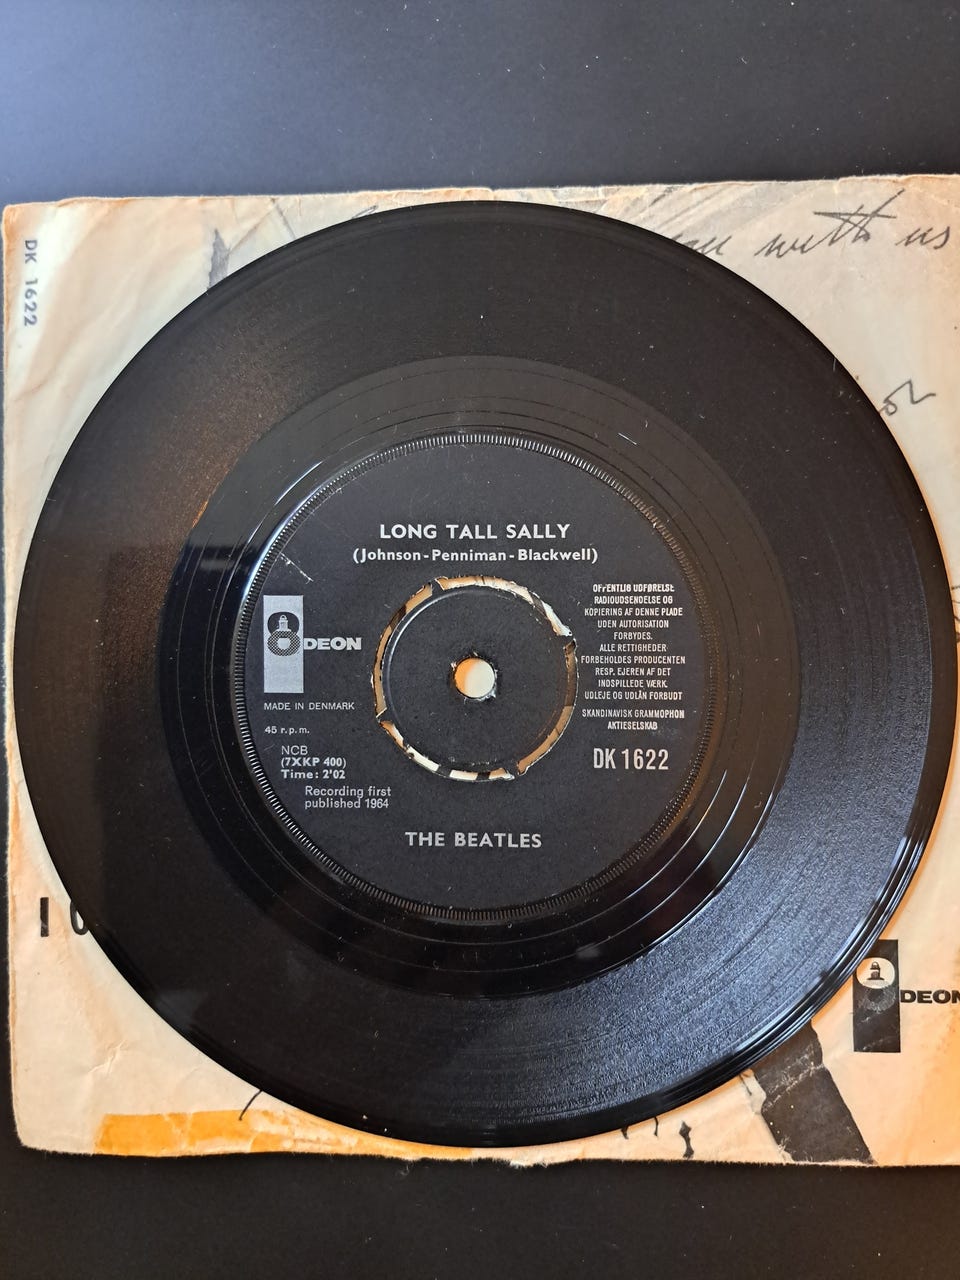 DK 1622
with us
LONG TALL SALLY
(Johnson-Penniman-Blackwell)
ODEON
MADE IN DENMARK
45 r.p.m.
NCB
(7XKP 400)
Time: 2'02
Recording first
published 1964
OFFENTLIG UDFØRELSE
RADIOUDSENDELSE OG
KOPIERING AF DENNE PLADE
UDEN AUTORISATION
FORBYDES.
ALLE RETTIGHEDER
FORBEHOLDES PRODUCENTEN
RESP. EJEREN AF DET
INDSPILLEDE VÆRK.
UDLEJE OG UDLÅN FORBUDT
SKANDINAVISK GRAMMOPHON
AKTIESELSKAB
DK 1622
THE BEATLES
ODEON